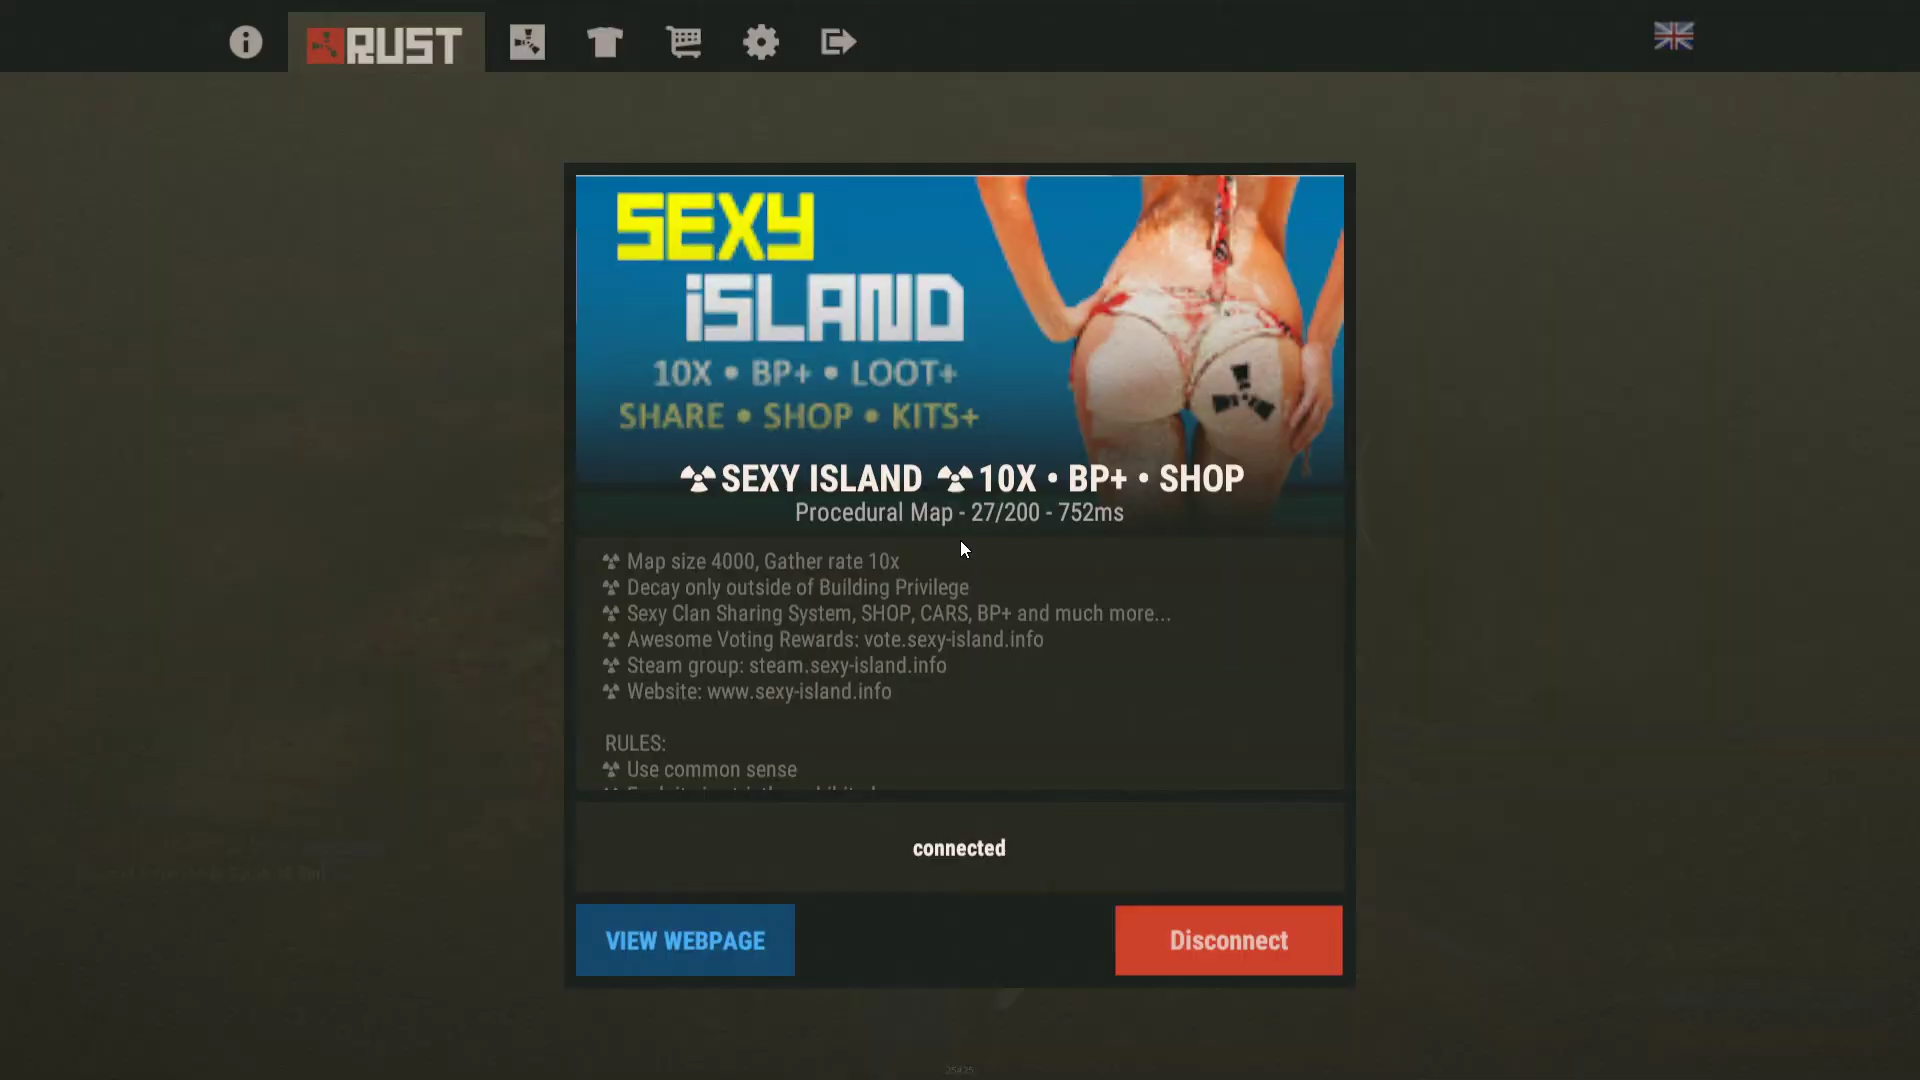 RUST
SEXY
iSLAND
10X • BP+ • LOOT+
SHARE • SHOP • KITS+
SEXY ISLAND 10X • BP+ • SHOP
Procedural Map - 27/200 - 752ms
Map size 4000, Gather rate 10x
Decay only outside of Building Privilege
Sexy Clan Sharing System, SHOP, CARS, BP+ and much more...
Awesome Voting Rewards: vote.sexy-island.info
Steam group: steam.sexy-island.info
Website: www.sexy-island.info
RULES:
Use common sense
connected
VIEW WEBPAGE
Disconnect